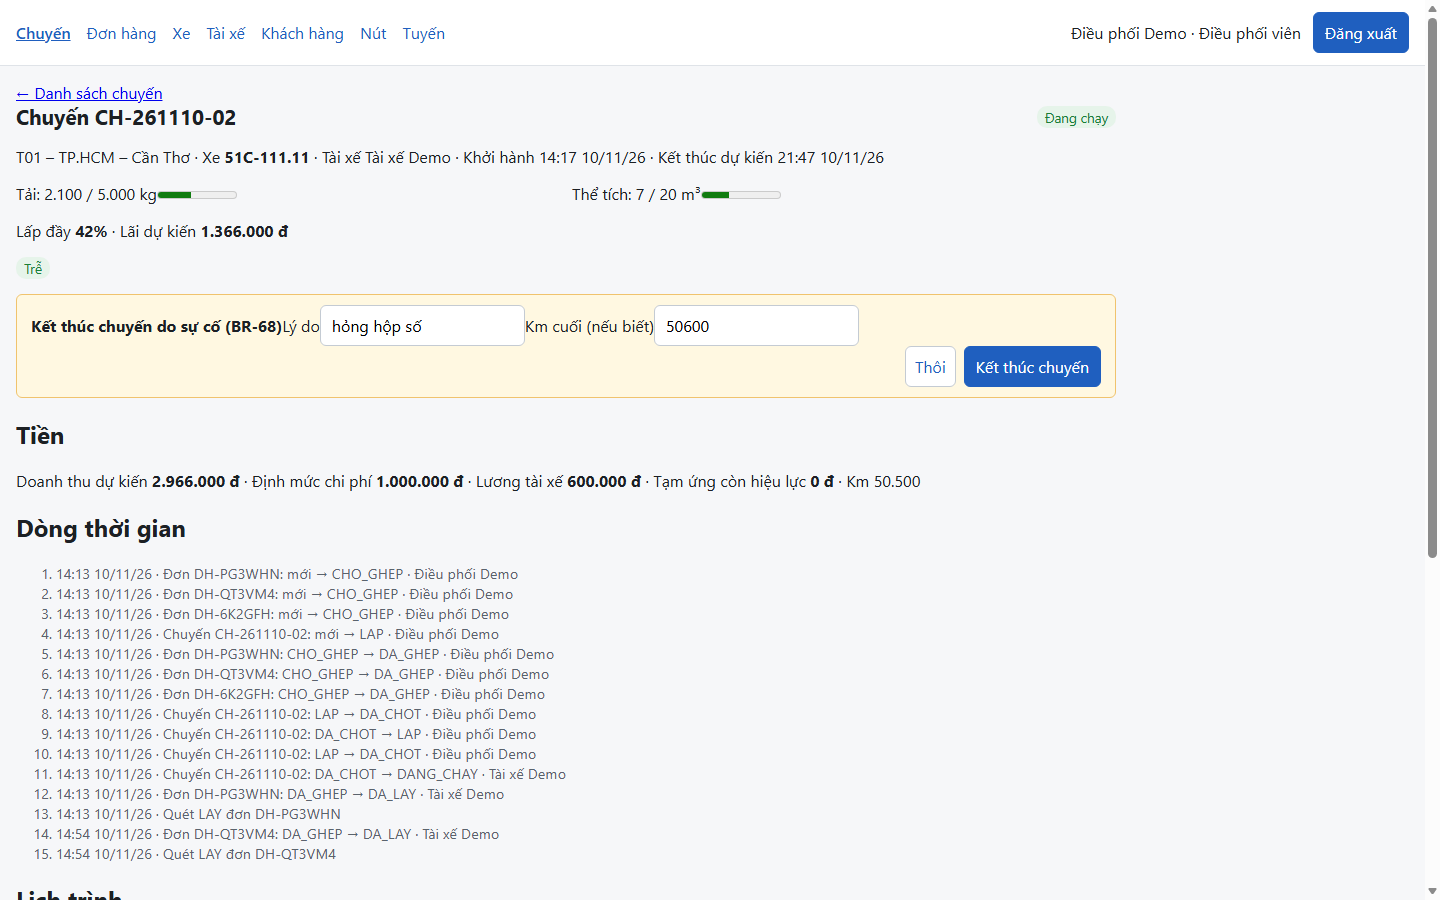 Chuyến Đơn hàng Xe Tài xế Khách hàng Nút Tuyến Điều phối Demo · Điều phối viên Đăng xuất
← Danh sách chuyến
Chuyến CH-261110-02 Đang chạy
T01 – TP.HCM – Cần Thơ · Xe 51C-111.11 · Tài xế Tài xế Demo · Khởi hành 14:17 10/11/26 · Kết thúc dự kiến 21:47 10/11/26
Tải: 2.100 / 5.000 kg Thể tích: 7 / 20 m³
Lấp đầy 42% · Lãi dự kiến 1.366.000 đ
Trễ
Kết thúc chuyến do sự cố (BR-68) Lý do hỏng hộp số Km cuối (nếu biết) 50600
Thôi Kết thúc chuyến
Tiền
Doanh thu dự kiến 2.966.000 đ · Định mức chi phí 1.000.000 đ · Lương tài xế 600.000 đ · Tạm ứng còn hiệu lực 0 đ · Km 50.500
Dòng thời gian
1. 14:13 10/11/26 · Đơn DH-PG3WHN: mới → CHO_GHEP · Điều phối Demo
2. 14:13 10/11/26 · Đơn DH-QT3VM4: mới → CHO_GHEP · Điều phối Demo
3. 14:13 10/11/26 · Đơn DH-6K2GFH: mới → CHO_GHEP · Điều phối Demo
4. 14:13 10/11/26 · Chuyến CH-261110-02: mới → LAP · Điều phối Demo
5. 14:13 10/11/26 · Đơn DH-PG3WHN: CHO_GHEP → DA_GHEP · Điều phối Demo
6. 14:13 10/11/26 · Đơn DH-QT3VM4: CHO_GHEP → DA_GHEP · Điều phối Demo
7. 14:13 10/11/26 · Đơn DH-6K2GFH: CHO_GHEP → DA_GHEP · Điều phối Demo
8. 14:13 10/11/26 · Chuyến CH-261110-02: LAP → DA_CHOT · Điều phối Demo
9. 14:13 10/11/26 · Chuyến CH-261110-02: DA_CHOT → LAP · Điều phối Demo
10. 14:13 10/11/26 · Chuyến CH-261110-02: LAP → DA_CHOT · Điều phối Demo
11. 14:13 10/11/26 · Chuyến CH-261110-02: DA_CHOT → DANG_CHAY · Tài xế Demo
12. 14:13 10/11/26 · Đơn DH-PG3WHN: DA_GHEP → DA_LAY · Tài xế Demo
13. 14:13 10/11/26 · Quét LAY đơn DH-PG3WHN
14. 14:54 10/11/26 · Đơn DH-QT3VM4: DA_GHEP → DA_LAY · Tài xế Demo
15. 14:54 10/11/26 · Quét LAY đơn DH-QT3VM4
Lịch trình